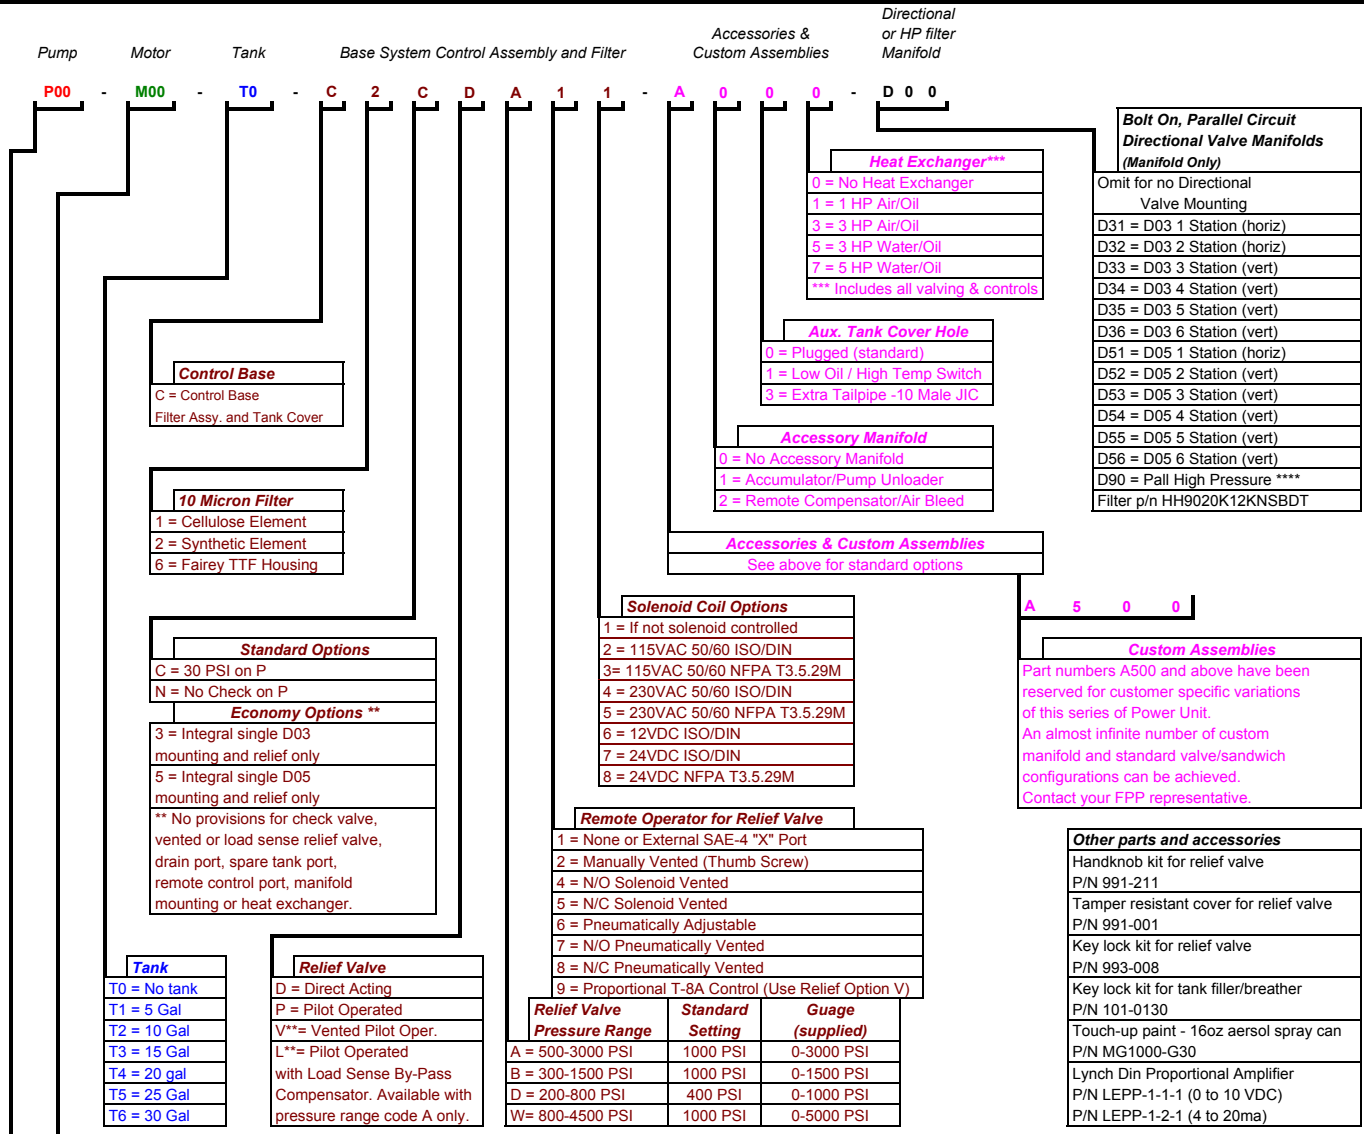 Directional
or HP filter
Manifold
Accessories &
Custom Assemblies
Pump Motor Tank Base System Control Assembly and Filter
P00 - M00 - T0 - C 2 C D A 1 1 - A 0 0 0 - D 0 0
Bolt On, Parallel Circuit
Directional Valve Manifolds
(Manifold Only)
Omit for no Directional
Valve Mounting
D31 = D03 1 Station (horiz)
D32 = D03 2 Station (horiz)
D33 = D03 3 Station (vert)
D34 = D03 4 Station (vert)
D35 = D03 5 Station (vert)
D36 = D03 6 Station (vert)
D51 = D05 1 Station (horiz)
D52 = D05 2 Station (vert)
D53 = D05 3 Station (vert)
D54 = D05 4 Station (vert)
D55 = D05 5 Station (vert)
D56 = D05 6 Station (vert)
D90 = Pall High Pressure ****
Filter p/n HH9020K12KNSBDT
Heat Exchanger***
0 = No Heat Exchanger
1 = 1 HP Air/Oil
3 = 3 HP Air/Oil
5 = 3 HP Water/Oil
7 = 5 HP Water/Oil
*** Includes all valving & controls
Aux. Tank Cover Hole
0 = Plugged (standard)
1 = Low Oil / High Temp Switch
3 = Extra Tailpipe -10 Male JIC
Accessory Manifold
0 = No Accessory Manifold
1 = Accumulator/Pump Unloader
2 = Remote Compensator/Air Bleed
Accessories & Custom Assemblies
See above for standard options
A 5 0 0
Custom Assemblies
Part numbers A500 and above have been
reserved for customer specific variations
of this series of Power Unit.
An almost infinite number of custom
manifold and standard valve/sandwich
configurations can be achieved.
Contact your FPP representative.
Control Base
C = Control Base
Filter Assy. and Tank Cover
10 Micron Filter
1 = Cellulose Element
2 = Synthetic Element
6 = Fairey TTF Housing
Standard Options
C = 30 PSI on P
N = No Check on P
Economy Options **
3 = Integral single D03
mounting and relief only
5 = Integral single D05
mounting and relief only
** No provisions for check valve,
vented or load sense relief valve,
drain port, spare tank port,
remote control port, manifold
mounting or heat exchanger.
Solenoid Coil Options
1 = If not solenoid controlled
2 = 115VAC 50/60 ISO/DIN
3= 115VAC 50/60 NFPA T3.5.29M
4 = 230VAC 50/60 ISO/DIN
5 = 230VAC 50/60 NFPA T3.5.29M
6 = 12VDC ISO/DIN
7 = 24VDC ISO/DIN
8 = 24VDC NFPA T3.5.29M
Remote Operator for Relief Valve
1 = None or External SAE-4 "X" Port
2 = Manually Vented (Thumb Screw)
4 = N/O Solenoid Vented
5 = N/C Solenoid Vented
6 = Pneumatically Adjustable
7 = N/O Pneumatically Vented
8 = N/C Pneumatically Vented
9 = Proportional T-8A Control (Use Relief Option V)
Relief Valve Standard Guage
Pressure Range Setting (supplied)
A = 500-3000 PSI 1000 PSI 0-3000 PSI
B = 300-1500 PSI 1000 PSI 0-1500 PSI
D = 200-800 PSI 400 PSI 0-1000 PSI
W= 800-4500 PSI 1000 PSI 0-5000 PSI
Tank
T0 = No tank
T1 = 5 Gal
T2 = 10 Gal
T3 = 15 Gal
T4 = 20 gal
T5 = 25 Gal
T6 = 30 Gal
Relief Valve
D = Direct Acting
P = Pilot Operated
V**= Vented Pilot Oper.
L**= Pilot Operated
with Load Sense By-Pass
Compensator. Available with
pressure range code A only.
Other parts and accessories
Handknob kit for relief valve
P/N 991-211
Tamper resistant cover for relief valve
P/N 991-001
Key lock kit for relief valve
P/N 993-008
Key lock kit for tank filler/breather
P/N 101-0130
Touch-up paint - 16oz aersol spray can
P/N MG1000-G30
Lynch Din Proportional Amplifier
P/N LEPP-1-1-1 (0 to 10 VDC)
P/N LEPP-1-2-1 (4 to 20ma)